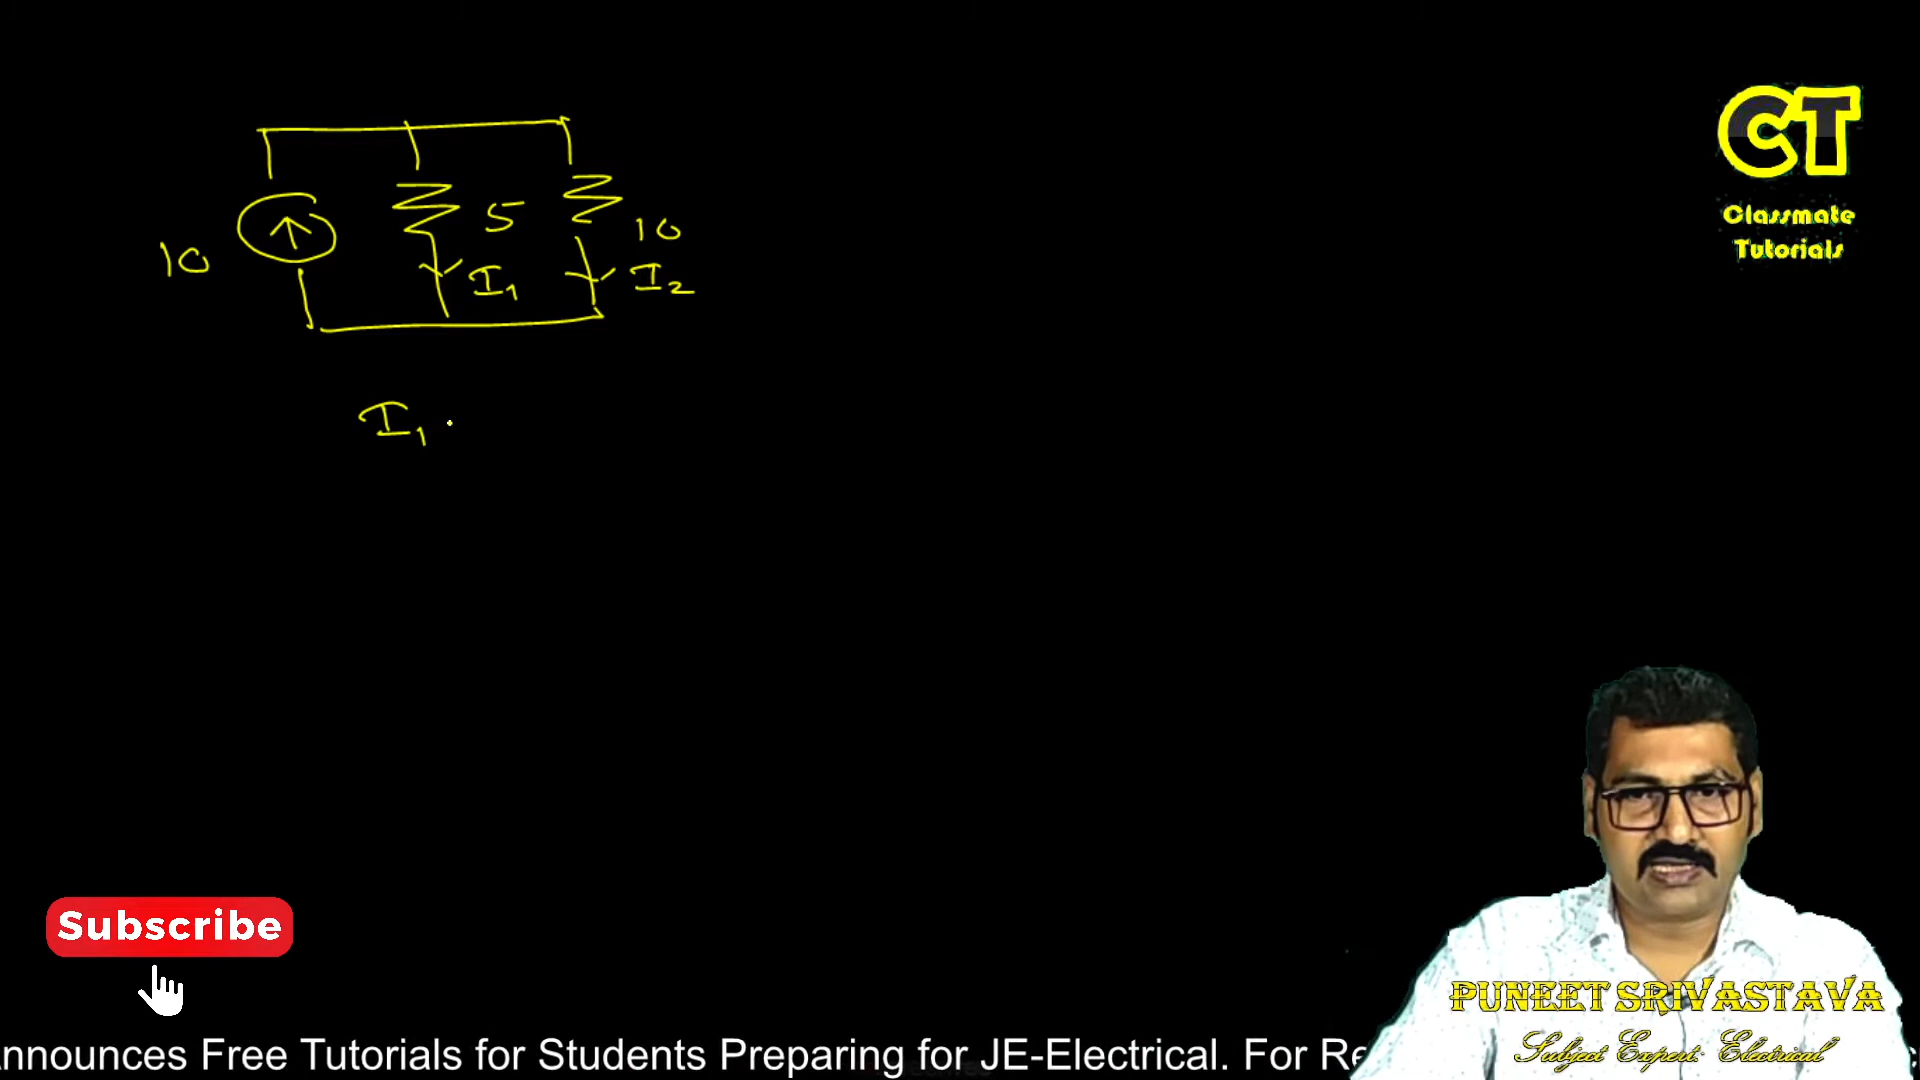 CT
Classmate
Tutorials
10
5
10
I1
I2
I1
Subscribe
PUNEET SRIVASTAVA
Subject Expert: Electrical
nnounces Free Tutorials for Students Preparing for JE-Electrical. For Re